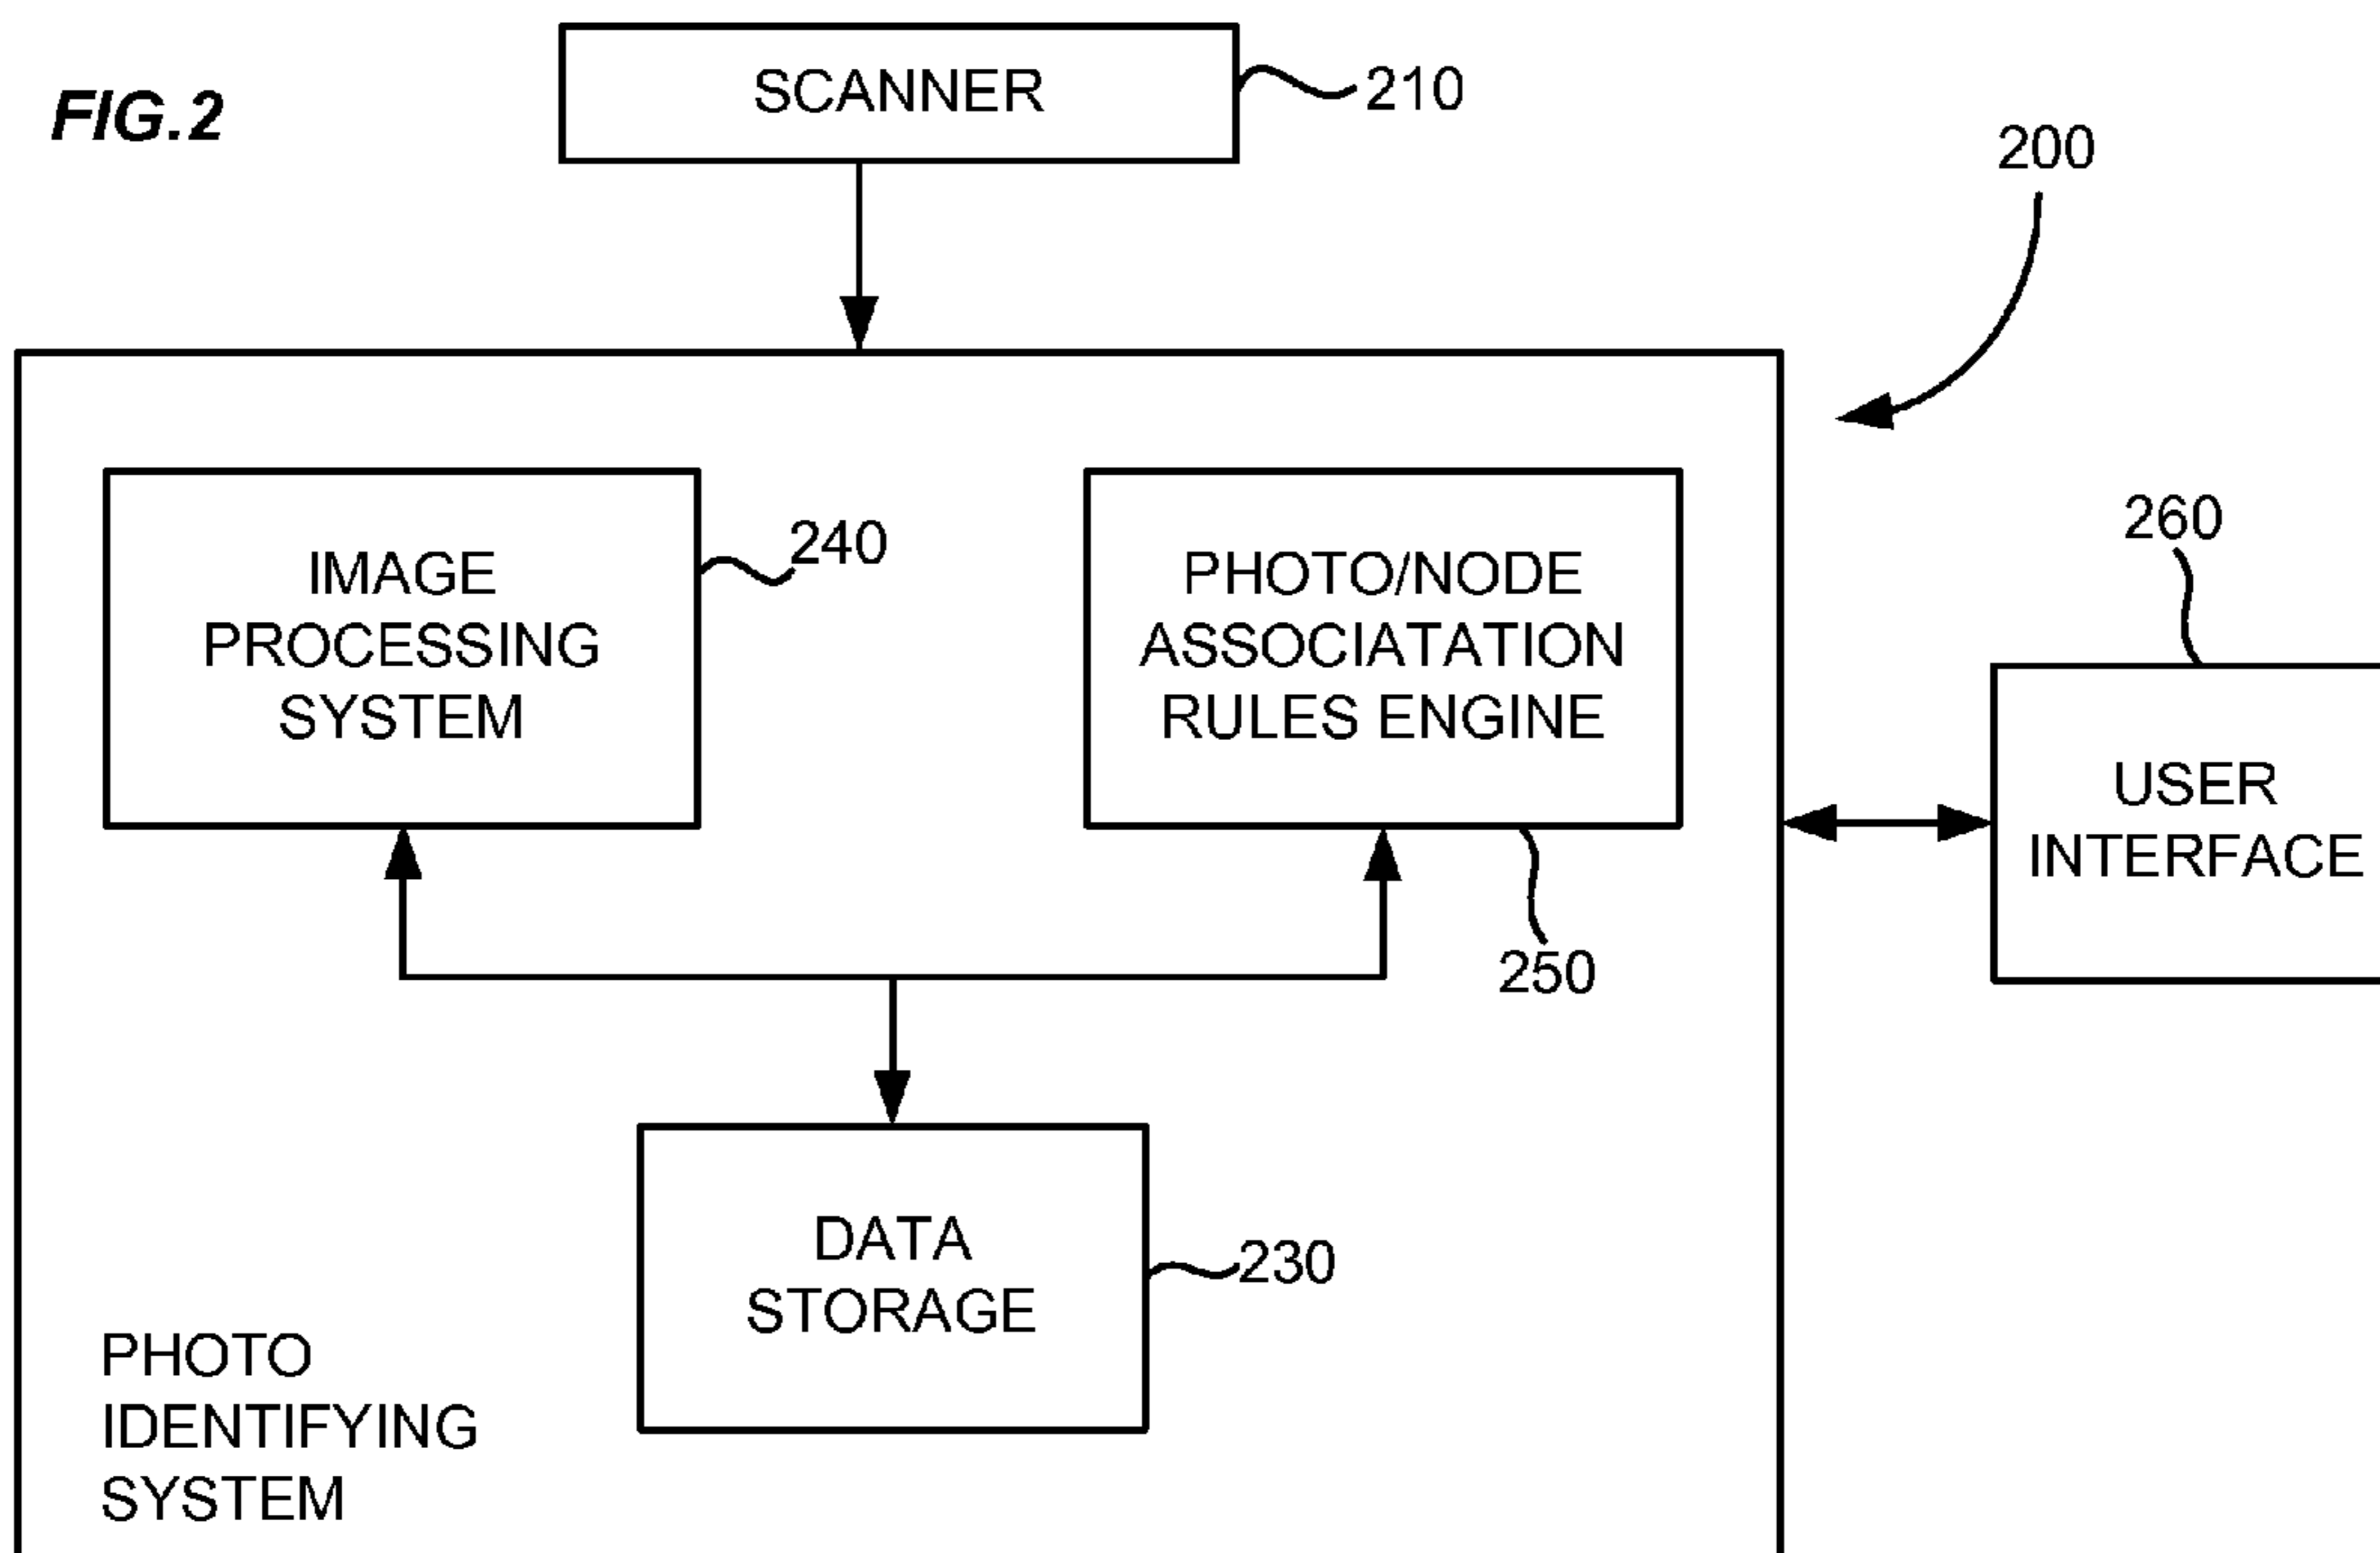 FIG.2
SCANNER
210
200
IMAGE
PROCESSING
SYSTEM
240
PHOTO/NODE
ASSOCIATATION
RULES ENGINE
250
260
USER
INTERFACE
DATA
STORAGE
230
PHOTO
IDENTIFYING
SYSTEM